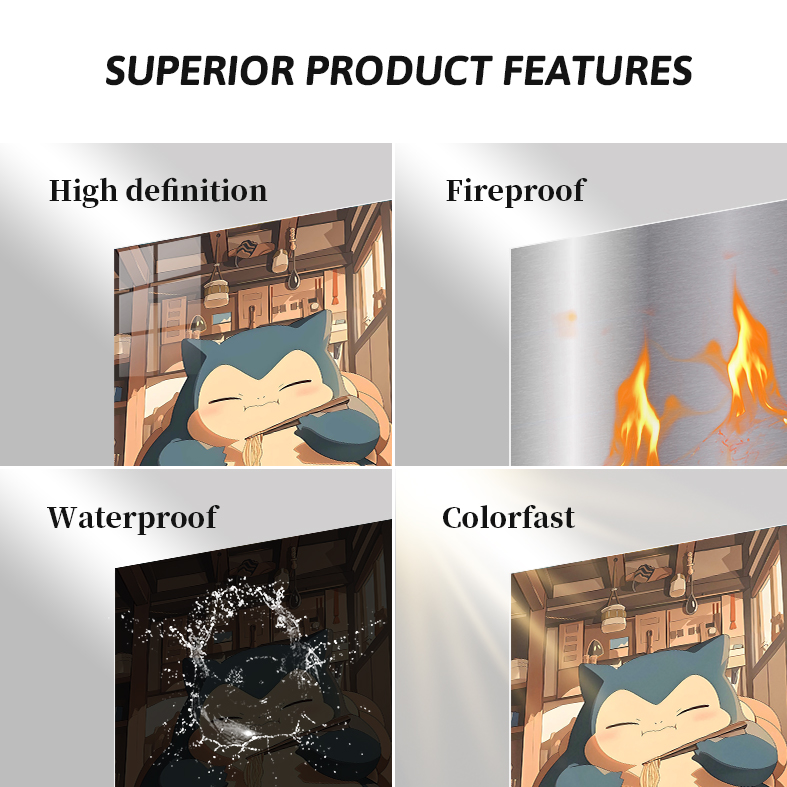 SUPERIOR PRODUCT FEATURES
High definition
Fireproof
Waterproof
Colorfast